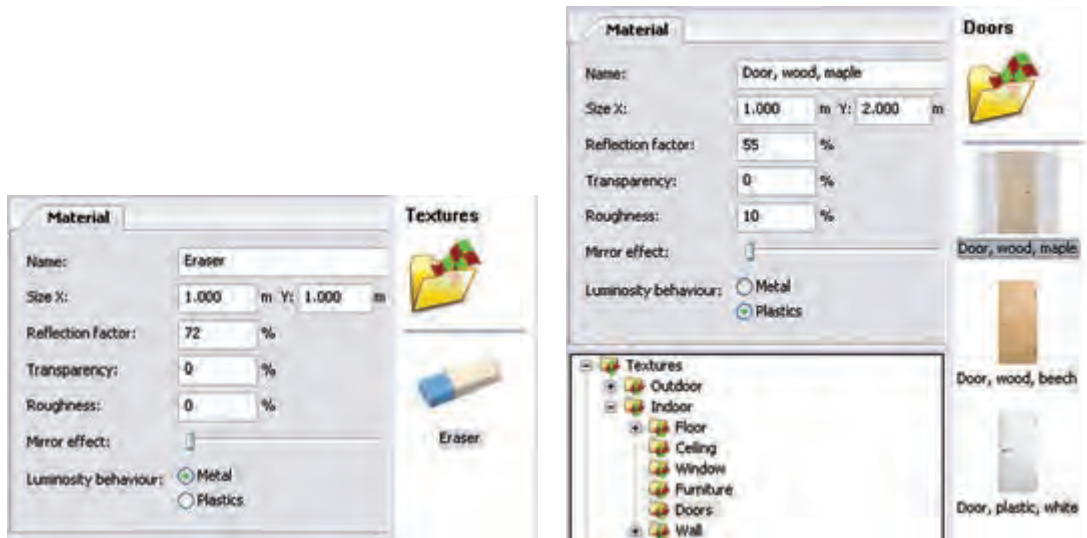 Material
Textures
Name: Eraser
Size X: 1.000 m Y: 1.000 m
Reflection factor: 72 %
Transparency: 0 %
Roughness: 0 %
Mirror effect:
Eraser
Luminosity behaviour: Metal
Plastics
Material
Doors
Name: Door, wood, maple
Size X: 1.000 m Y: 2.000 m
Reflection factor: 55 %
Transparency: 0 %
Roughness: 10 %
Mirror effect:
Door, wood, maple
Luminosity behaviour: Metal
Plastics
Textures
Outdoor
Indoor
Floor
Ceiling
Window
Furniture
Doors
Wall
Door, wood, beech
Door, plastic, white